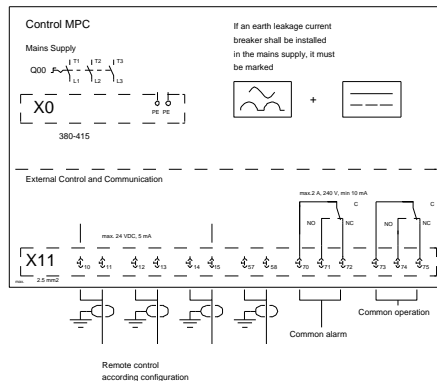 Control MPC
Mains Supply
Q00
T1 T2 T3
L1 L2 L3
X0
PE PE
380-415
If an earth leakage current
breaker shall be installed
in the mains supply, it must
be marked
+
External Control and Communication
max.2 A, 240 V, min 10 mA
C C
NO NC NO NC
max. 24 VDC, 5 mA
X11
10 11 12 13 14 15 57 58 70 71 72 73 74 75
max. 2.5 mm2
Common alarm
Common operation
Remote control
according configuration